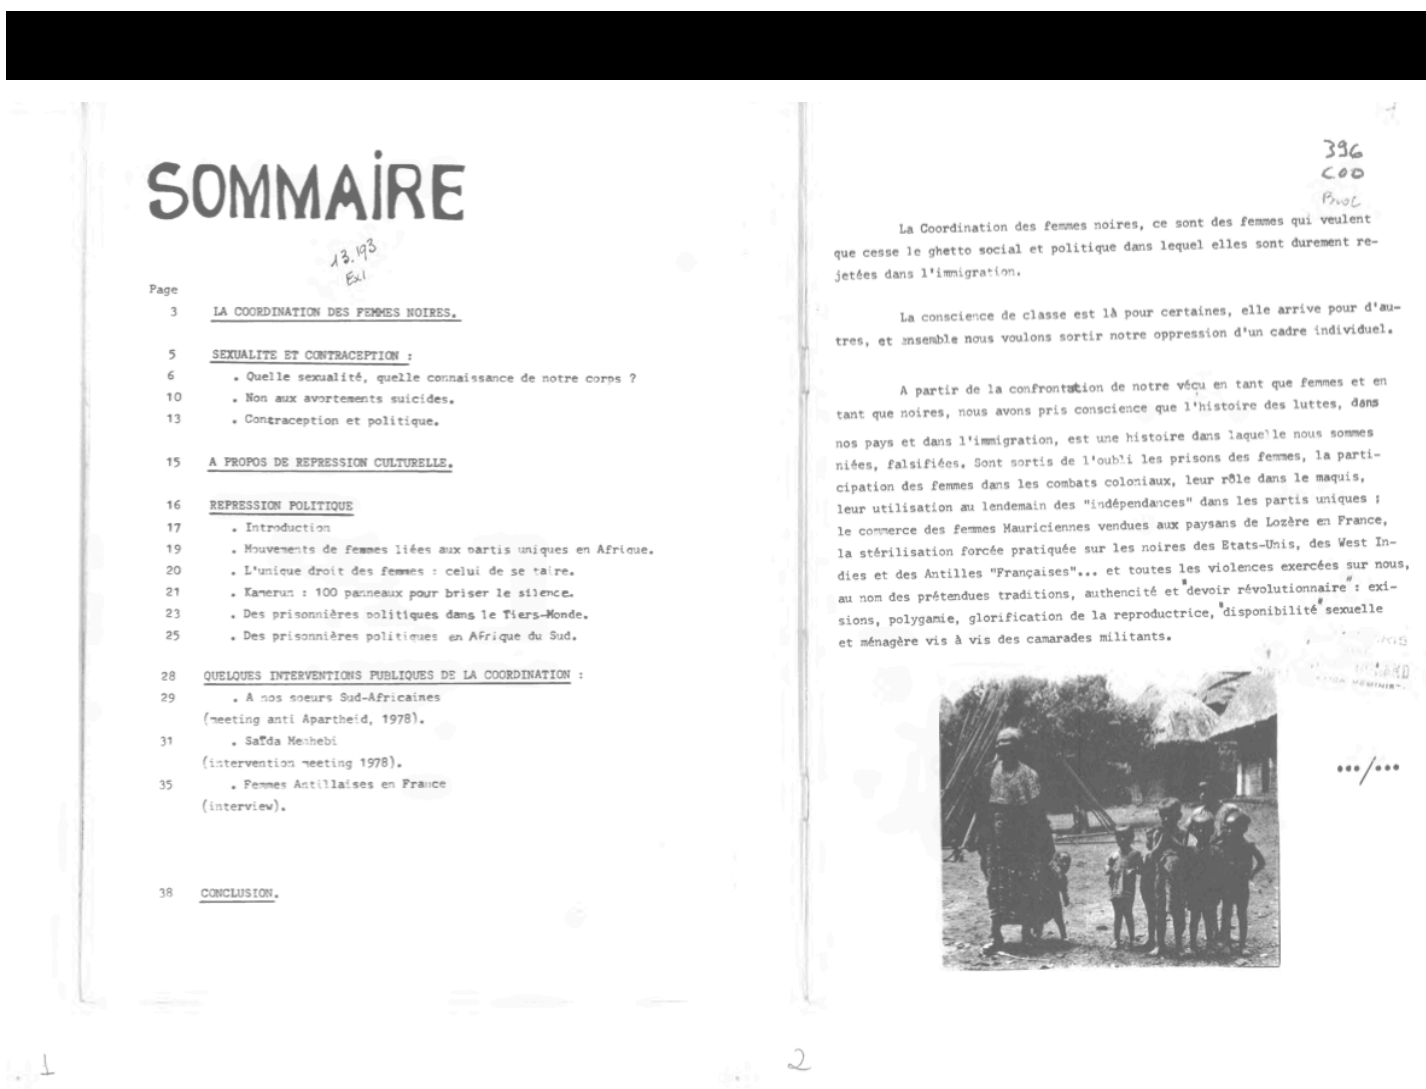 SOMMAiRE
13.193
Ex1
Page
3 LA COORDINATION DES FEMMES NOIRES.
5 SEXUALITE ET CONTRACEPTION :
6 . Quelle sexualité, quelle connaissance de notre corps ?
10 . Non aux avortements suicides.
13 . Contraception et politique.
15 A PROPOS DE REPRESSION CULTURELLE.
16 REPRESSION POLITIQUE
17 . Introduction
19 . Mouvements de femmes liées aux partis uniques en Afrique.
20 . L'unique droit des femmes : celui de se taire.
21 . Kamerun : 100 panneaux pour briser le silence.
23 . Des prisonnières politiques dans le Tiers-Monde.
25 . Des prisonnières politiques en Afrique du Sud.
28 QUELQUES INTERVENTIONS PUBLIQUES DE LA COORDINATION :
29 . A nos soeurs Sud-Africaines
(meeting anti Apartheid, 1978).
31 . Saïda Menhebi
(intervention meeting 1978).
35 . Femmes Antillaises en France
(interview).
38 CONCLUSION.
1
1
396
COO
Broc
La Coordination des femmes noires, ce sont des femmes qui veulent
que cesse le ghetto social et politique dans lequel elles sont durement re-
jetées dans l'immigration.
La conscience de classe est là pour certaines, elle arrive pour d'au-
tres, et ensemble nous voulons sortir notre oppression d'un cadre individuel.
A partir de la confrontation de notre véçu en tant que femmes et en
tant que noires, nous avons pris conscience que l'histoire des luttes, dans
nos pays et dans l'immigration, est une histoire dans laquelle nous sommes
niées, falsifiées. Sont sortis de l'oubli les prisons des femmes, la parti-
cipation des femmes dans les combats coloniaux, leur rôle dans le maquis,
leur utilisation au lendemain des "indépendances" dans les partis uniques ;
le commerce des femmes Mauriciennes vendues aux paysans de Lozère en France,
la stérilisation forcée pratiquée sur les noires des Etats-Unis, des West In-
dies et des Antilles "Françaises"... et toutes les violences exercées sur nous,
au nom des prétendues traditions, authencité et "devoir révolutionnaire" : exi-
sions, polygamie, glorification de la reproductrice, "disponibilité" sexuelle
et ménagère vis à vis des camarades militants.
.../...
2